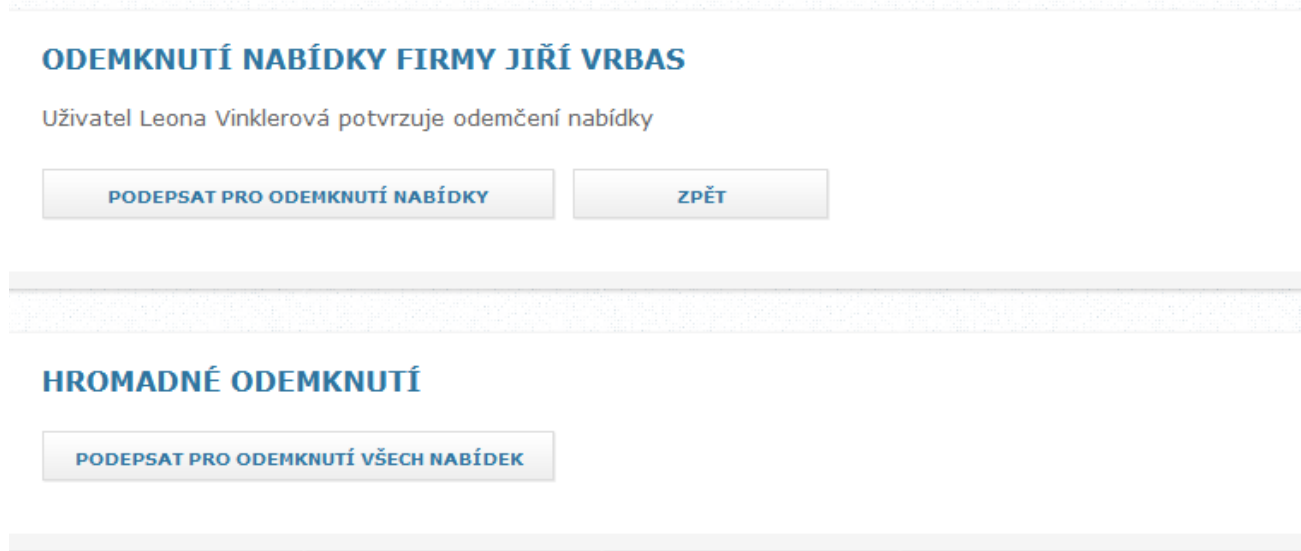 ODEMKNUTÍ NABÍDKY FIRMY JIŘÍ VRBAS
Uživatel Leona Vinklerová potvrzuje odemčení nabídky
PODEPSAT PRO ODEMKNUTÍ NABÍDKY
ZPĚT
HROMADNÉ ODEMKNUTÍ
PODEPSAT PRO ODEMKNUTÍ VŠECH NABÍDEK